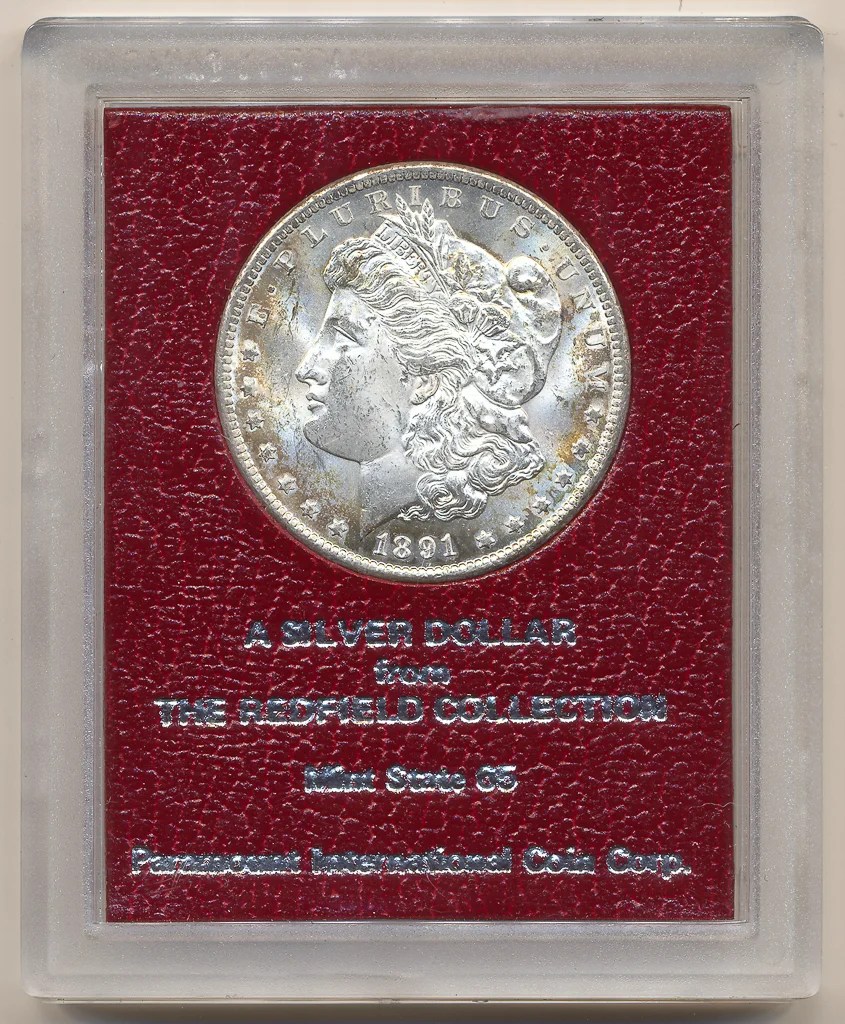 E·PLURIBUS·UNUM
LIBERTY
1891
A SILVER DOLLAR
from
THE REDFIELD COLLECTION
Mint State 65
Paramount International Coin Corp.